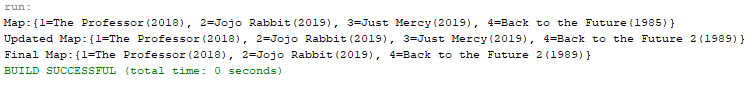 run:
Map:{1=The Professor(2018), 2=Jojo Rabbit(2019), 3=Just Mercy(2019), 4=Back to the Future(1985)}
Updated Map:{1=The Professor(2018), 2=Jojo Rabbit(2019), 3=Just Mercy(2019), 4=Back to the Future 2(1989)}
Final Map:{1=The Professor(2018), 2=Jojo Rabbit(2019), 4=Back to the Future 2(1989)}
BUILD SUCCESSFUL (total time: 0 seconds)